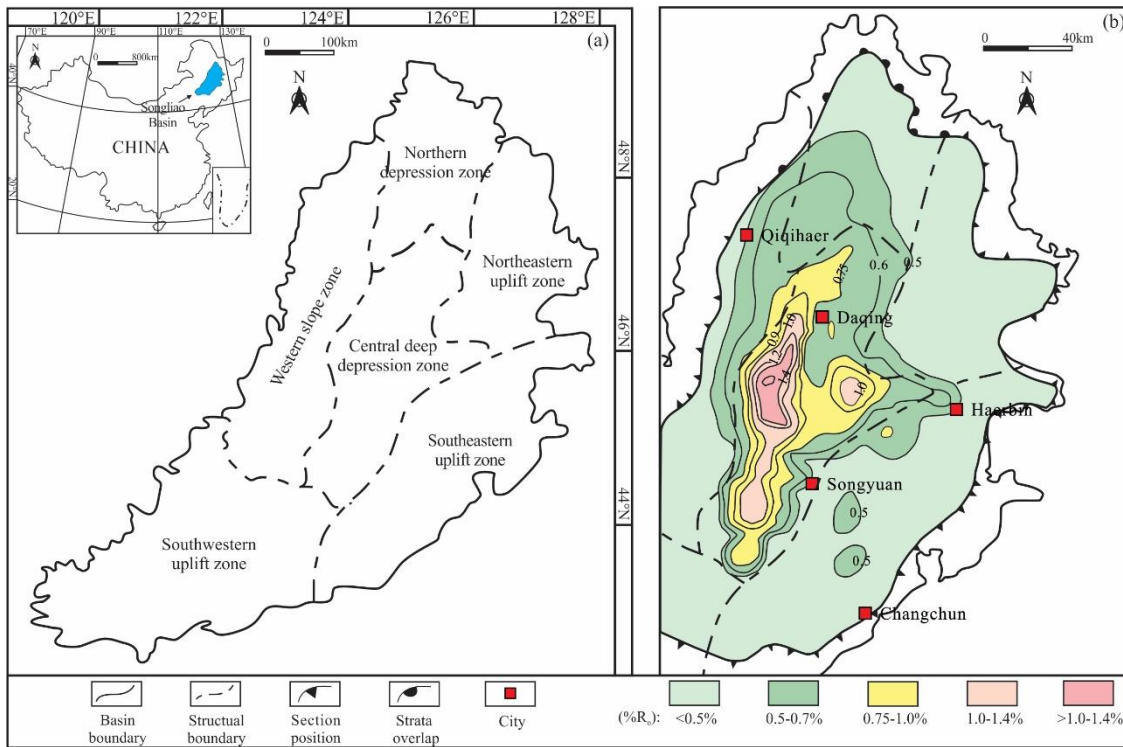 120°E 122°E 124°E 126°E 128°E
0 100km
(a)
N
70°E 90°E 110°E 130°E
N
0 800km
40°N
20°N
Songliao
Basin
CHINA
Northern
depression zone
Northeastern
uplift zone
Western slope zone
Central deep
depression zone
Southeastern
uplift zone
Southwestern
uplift zone
48°N
46°N
44°N
(b)
0 40km
N
Qiqihaer
0.6
0.5
0.75
Daqing
1.0
0.9
1.2
1.4
1.0
Haerbin
Songyuan
0.5
0.5
Changchun
Basin
boundary
Structual
boundary
Section
position
Strata
overlap
City
(%Rₒ):
<0.5%
0.5-0.7%
0.75-1.0%
1.0-1.4%
>1.0-1.4%